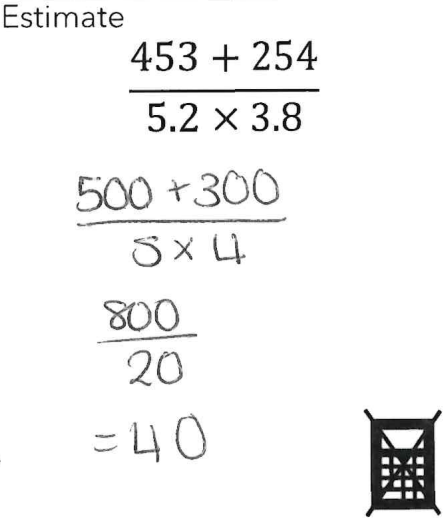 Estimate
453 + 254
5.2 × 3.8
500 + 300
5 × 4
800
20
= 40